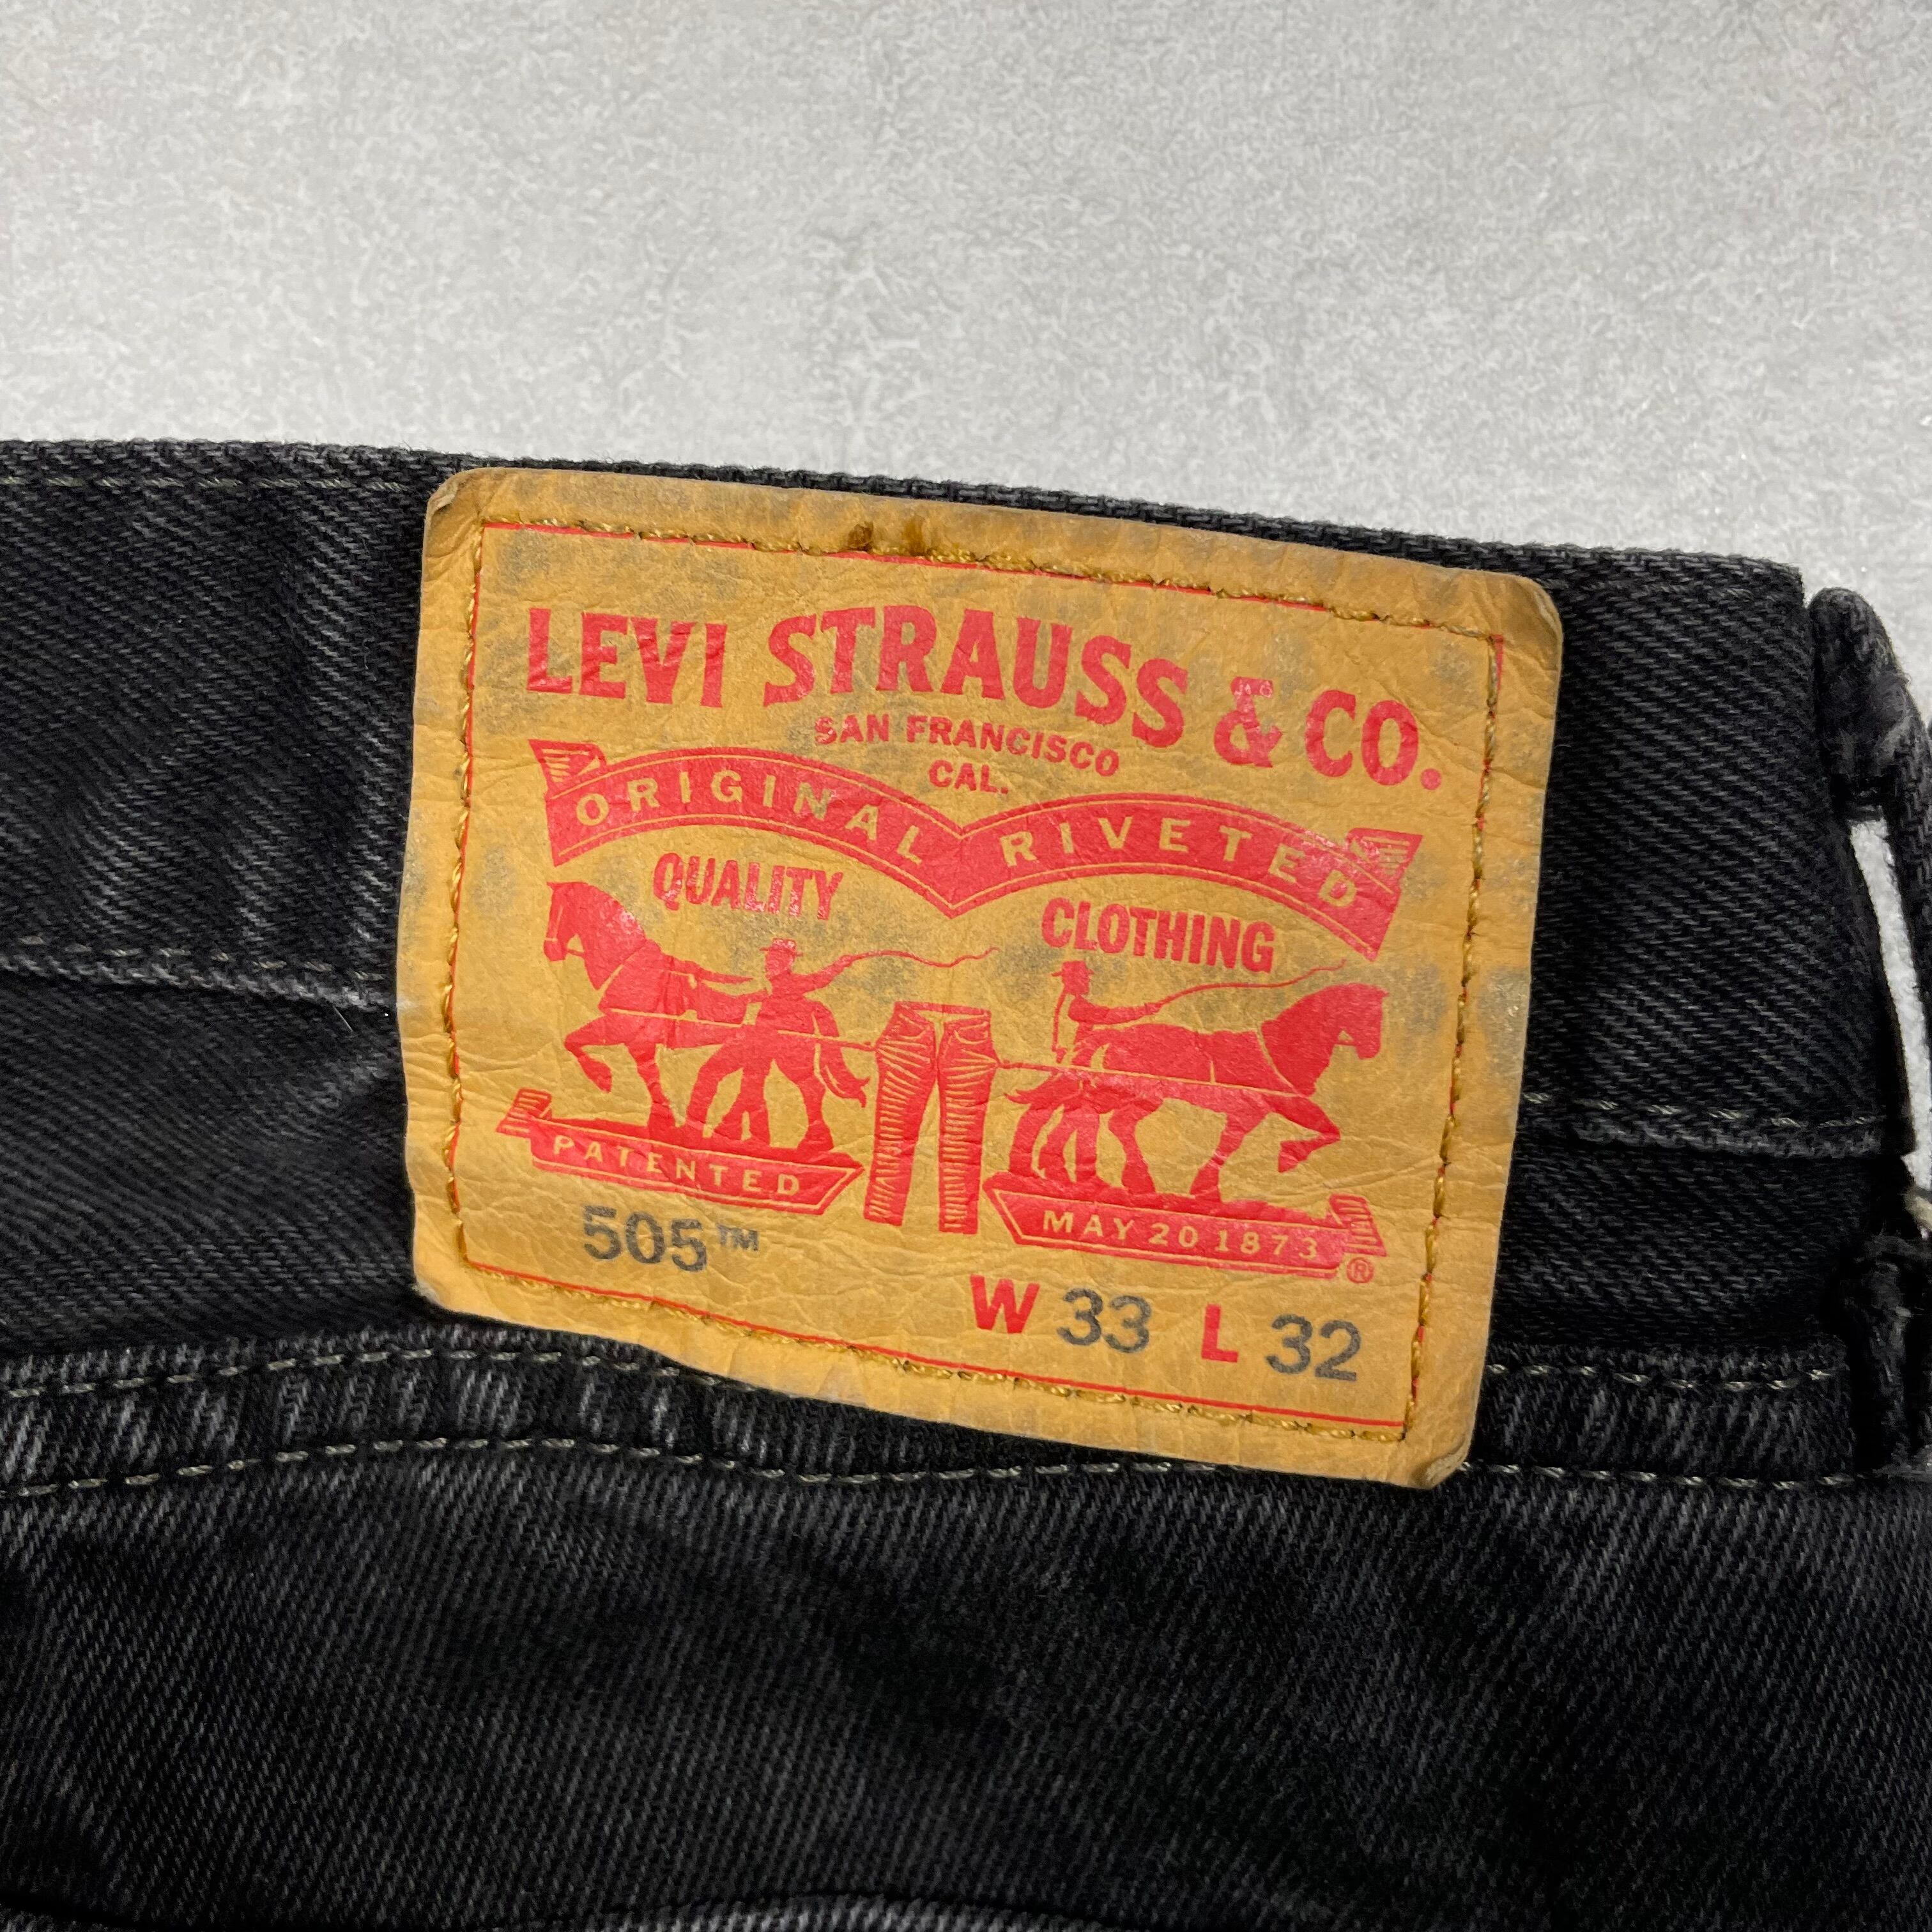 LEVI STRAUSS & CO.
SAN FRANCISCO
CAL.
ORIGINAL RIVETED
QUALITY CLOTHING
PATENTED MAY 20 1873 ®
505™
W 33 L 32